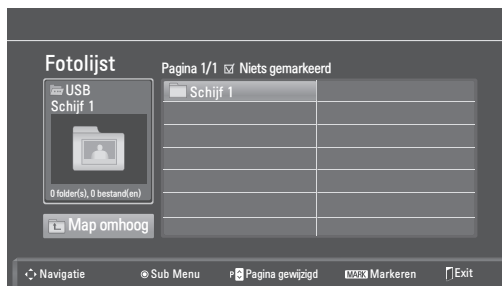 Fotolijst
Pagina 1/1 ☑ Niets gemarkeerd
USB
Schijf 1
Schijf 1
0 folder(s), 0 bestand(en)
Map omhoog
Navigatie Sub Menu P Pagina gewijzigd MARK Markeren Exit